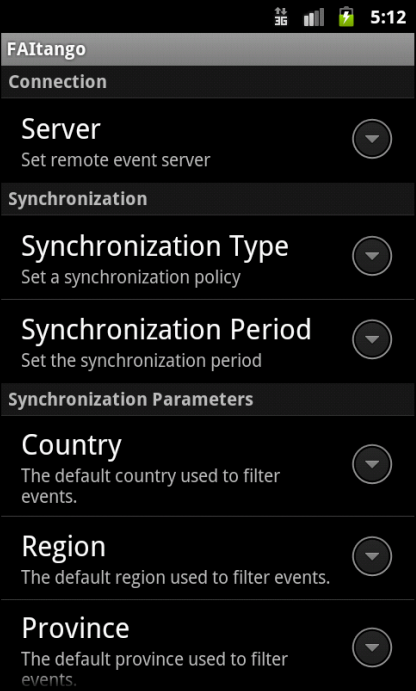 3G
5:12
FAItango
Connection
Server
Set remote event server
Synchronization
Synchronization Type
Set a synchronization policy
Synchronization Period
Set the synchronization period
Synchronization Parameters
Country
The default country used to filter
events.
Region
The default region used to filter events.
Province
The default province used to filter
events.